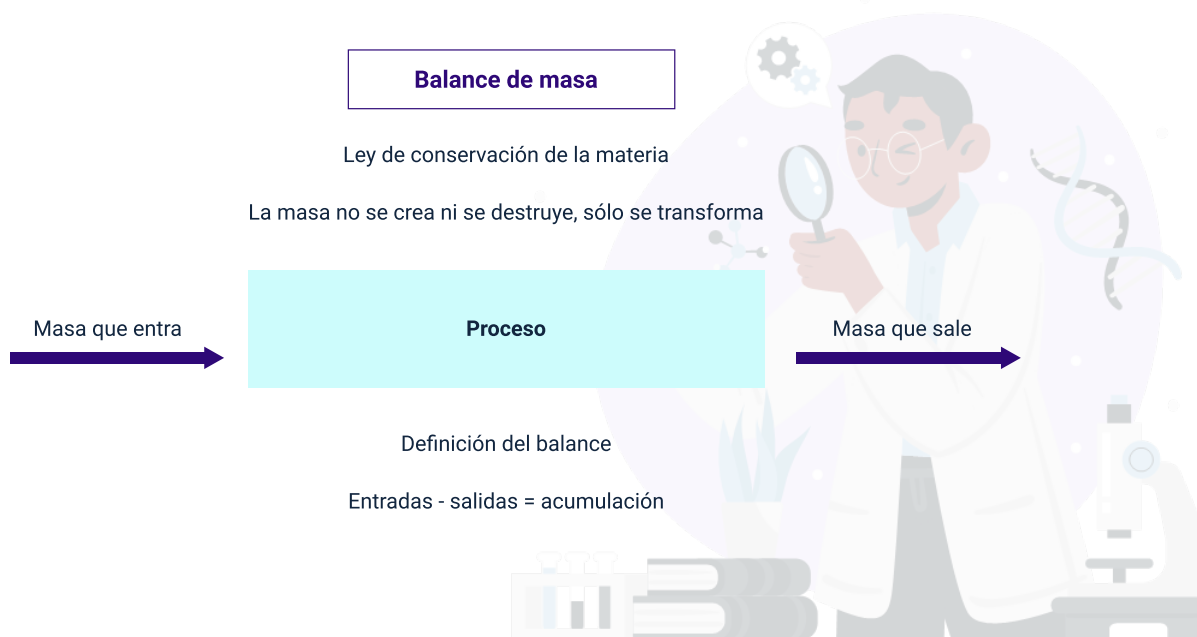 Balance de masa
Ley de conservación de la materia
La masa no se crea ni se destruye, sólo se transforma
Masa que entra
Proceso
Masa que sale
Definición del balance
Entradas - salidas = acumulación